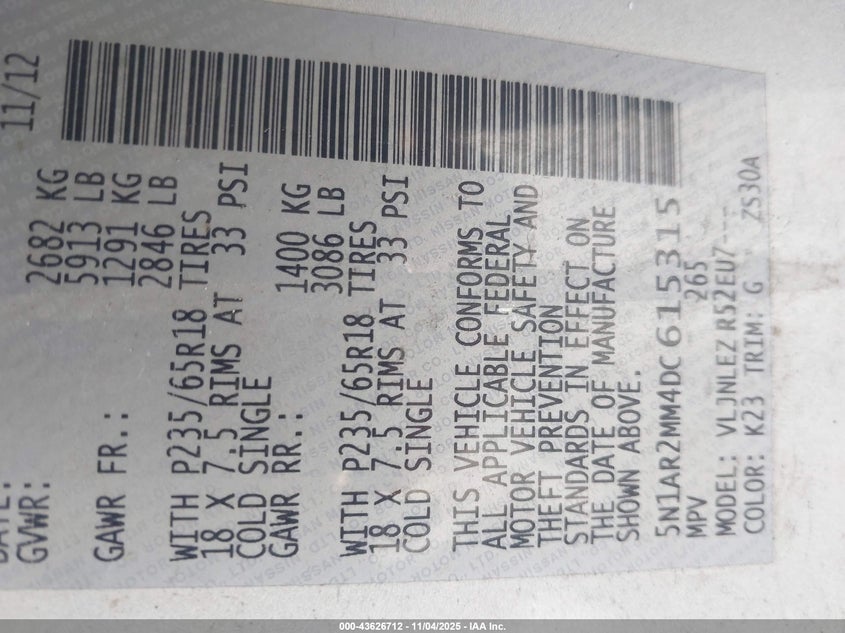 DATE: 11/12
GVWR: 2682 KG
5913 LB
GAWR FR.: 1291 KG
2846 LB
WITH P235/65R18 TIRES
18 X 7.5 RIMS AT 33 PSI
COLD SINGLE
GAWR RR.: 1400 KG
3086 LB
WITH P235/65R18 TIRES
18 X 7.5 RIMS AT 33 PSI
COLD SINGLE
THIS VEHICLE CONFORMS TO
ALL APPLICABLE FEDERAL
MOTOR VEHICLE SAFETY AND
THEFT PREVENTION
STANDARDS IN EFFECT ON
THE DATE OF MANUFACTURE
SHOWN ABOVE.
5N1AR2MM4DC615315
MPV 265
MODEL: VLJNLEZ R52EU7---
COLOR: K23 TRIM: G ZS30A
000-43626712 - 11/04/2025 - IAA Inc.